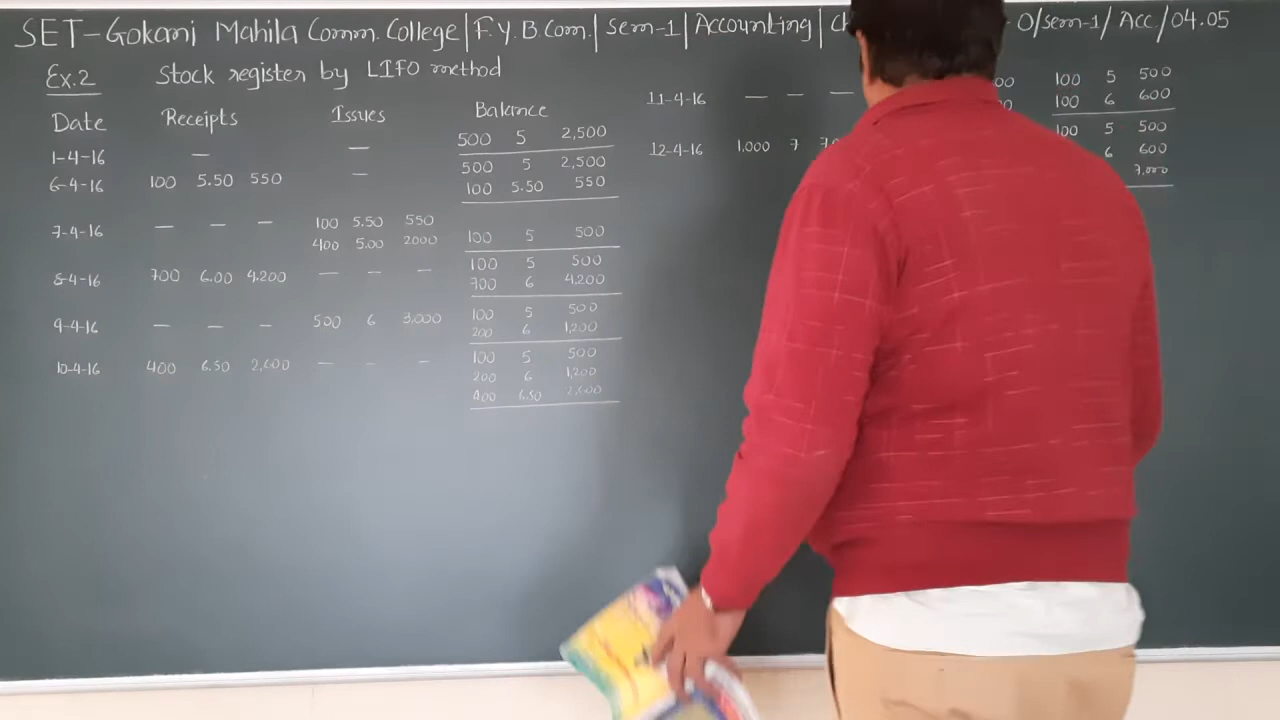 SET-Gokani Mahila Comm. College | F.Y.B.Com. | Sem-1 | Accounting | O/Sem-1/Acc/04.05
Ex.2 Stock register by LIFO method
Date Receipts Issues Balance
1-4-16 — — 500 5 2,500
6-4-16 100 5.50 550 — 500 5 2,500
100 5.50 550
7-4-16 — — — 100 5.50 550
400 5.00 2000 100 5 500
8-4-16 700 6.00 4,200 — — — 100 5 500
700 6 4,200
9-4-16 — — — 500 6 3,000 100 5 500
200 6 1,200
10-4-16 400 6.50 2,600 — — — 100 5 500
200 6 1,200
400 6.50 2,600
11-4-16 — — — 100 5 500
100 6 600
12-4-16 1,000 7 100 5 500
6 600
7,000